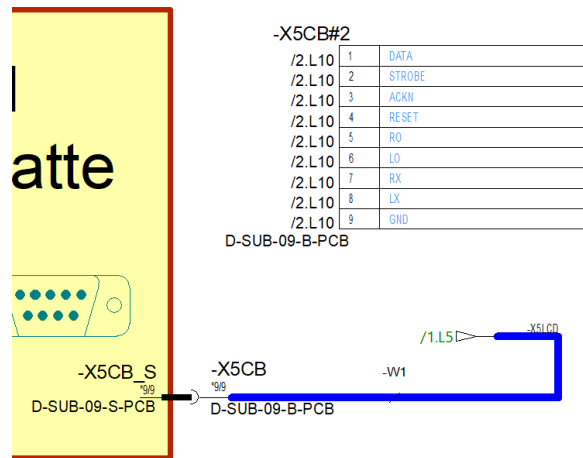 -X5CB#2
/2.L10 1 DATA
/2.L10 2 STROBE
/2.L10 3 ACKN
/2.L10 4 RESET
/2.L10 5 RO
/2.L10 6 LO
/2.L10 7 RX
/2.L10 8 LX
/2.L10 9 GND
D-SUB-09-B-PCB
atte
/1.L5
-X5LCD
-X5CB_S
-X5CB
-W1
*9/9
*9/9
D-SUB-09-S-PCB
D-SUB-09-B-PCB